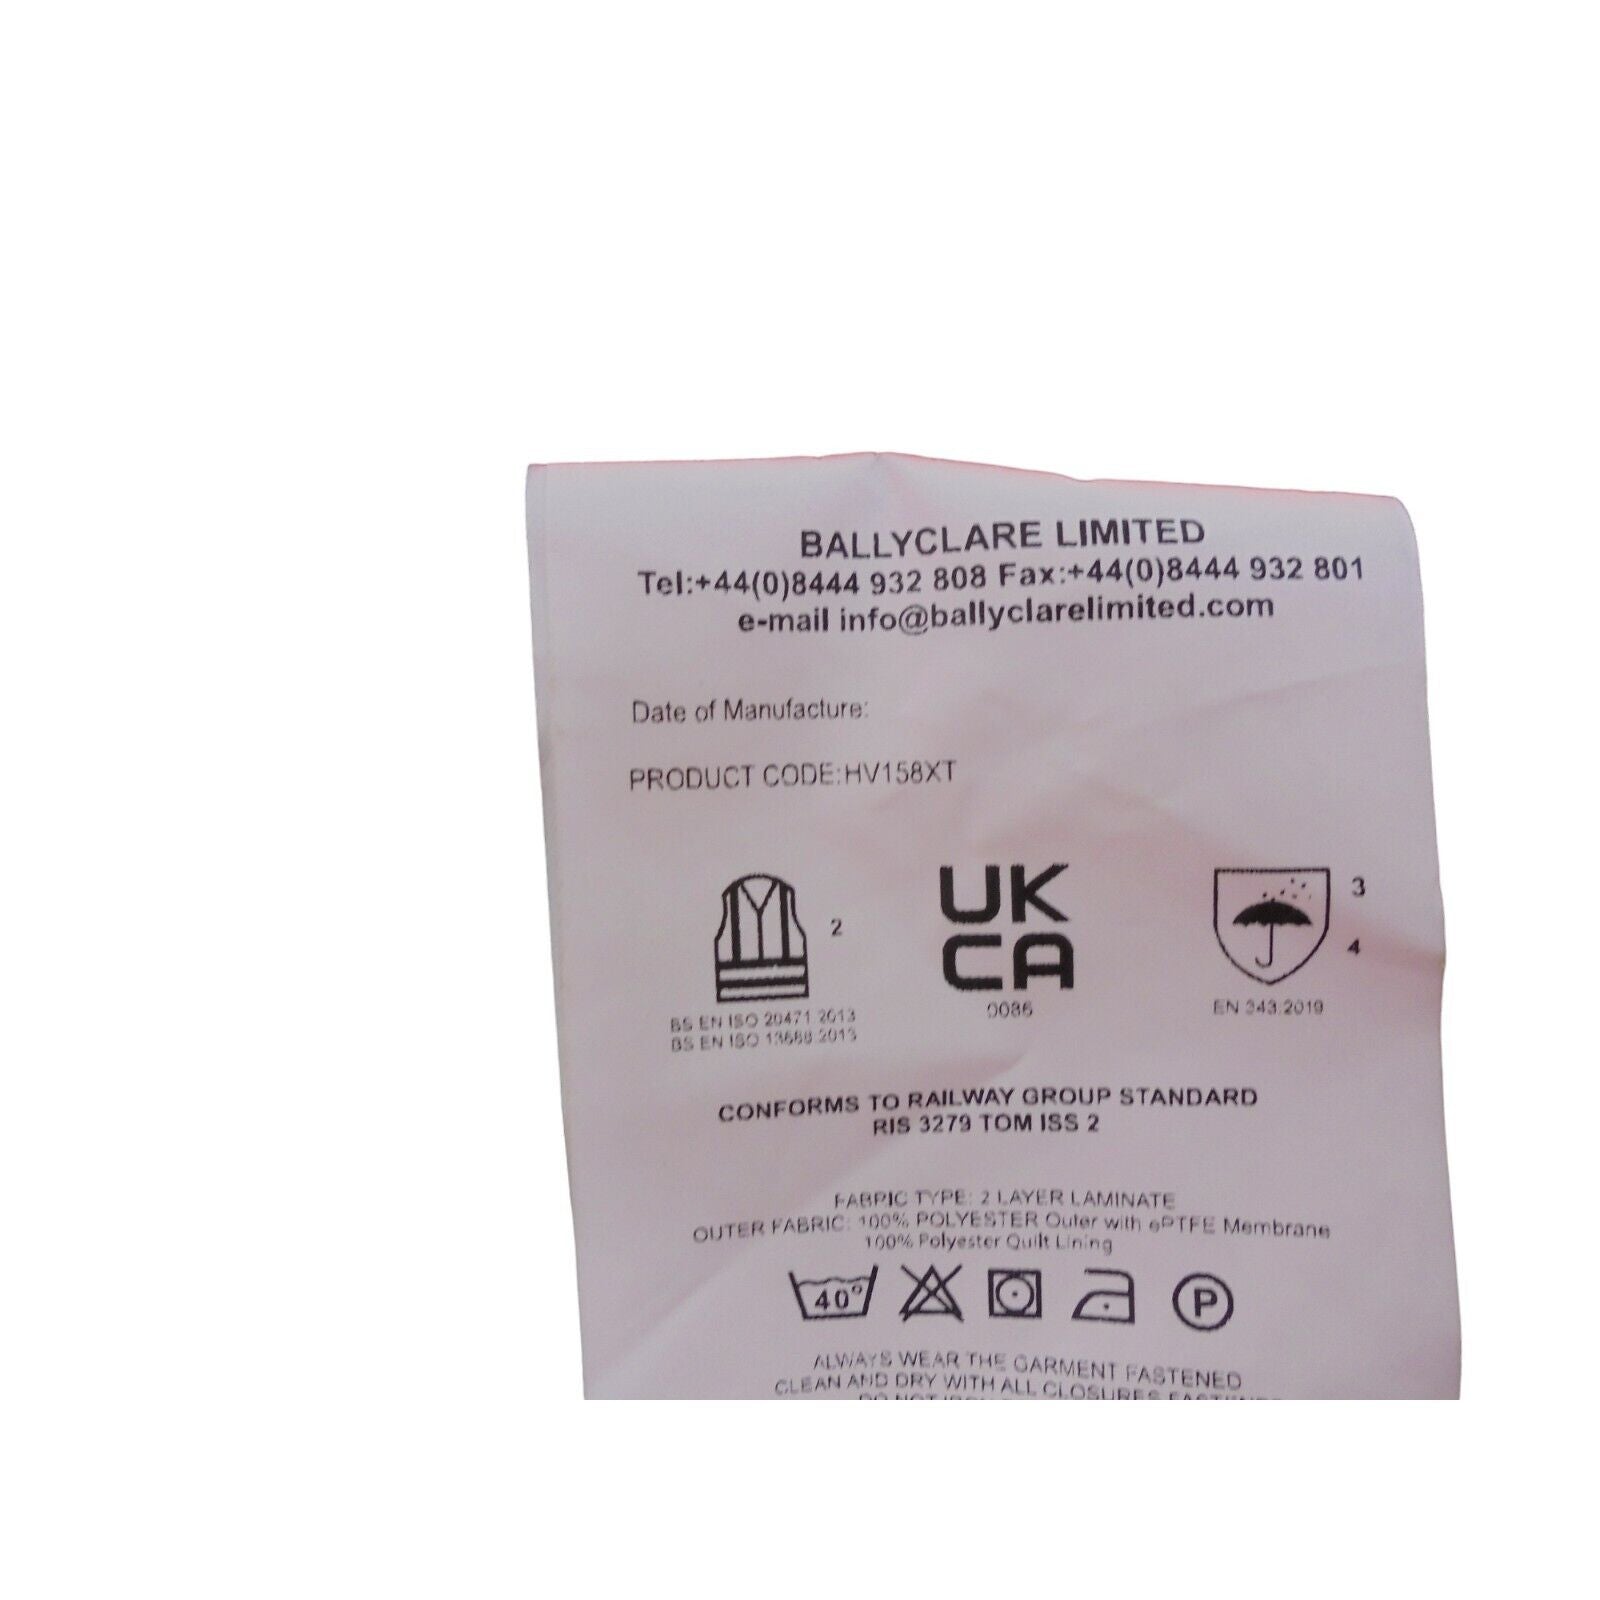 BALLYCLARE LIMITED
Tel:+44(0)8444 932 808 Fax:+44(0)8444 932 801
e-mail info@ballyclarelimited.com
Date of Manufacture:
PRODUCT CODE:HV158XT
2
BS EN ISO 20471:2013
BS EN ISO 13688:2013
UK
CA
0086
3
4
EN 343:2019
CONFORMS TO RAILWAY GROUP STANDARD
RIS 3279 TOM ISS 2
FABRIC TYPE: 2 LAYER LAMINATE
OUTER FABRIC: 100% POLYESTER Outer with ePTFE Membrane
100% Polyester Quilt Lining
40° P
ALWAYS WEAR THE GARMENT FASTENED
CLEAN AND DRY WITH ALL CLOSURES FASTENED
DO NOT